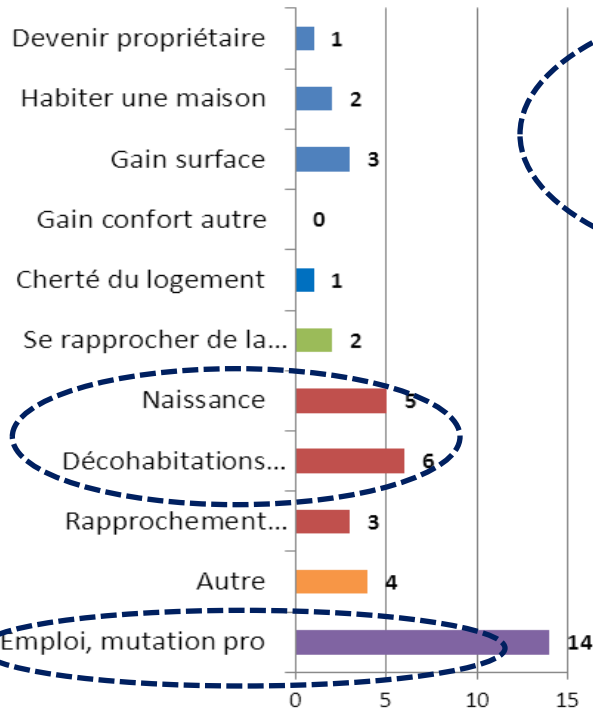 Devenir propriétaire 1
Habiter une maison 2
Gain surface 3
Gain confort autre 0
Cherté du logement 1
Se rapprocher de la... 2
Naissance 5
Décohabitations... 6
Rapprochement... 3
Autre 4
Emploi, mutation pro 14
0 5 10 15